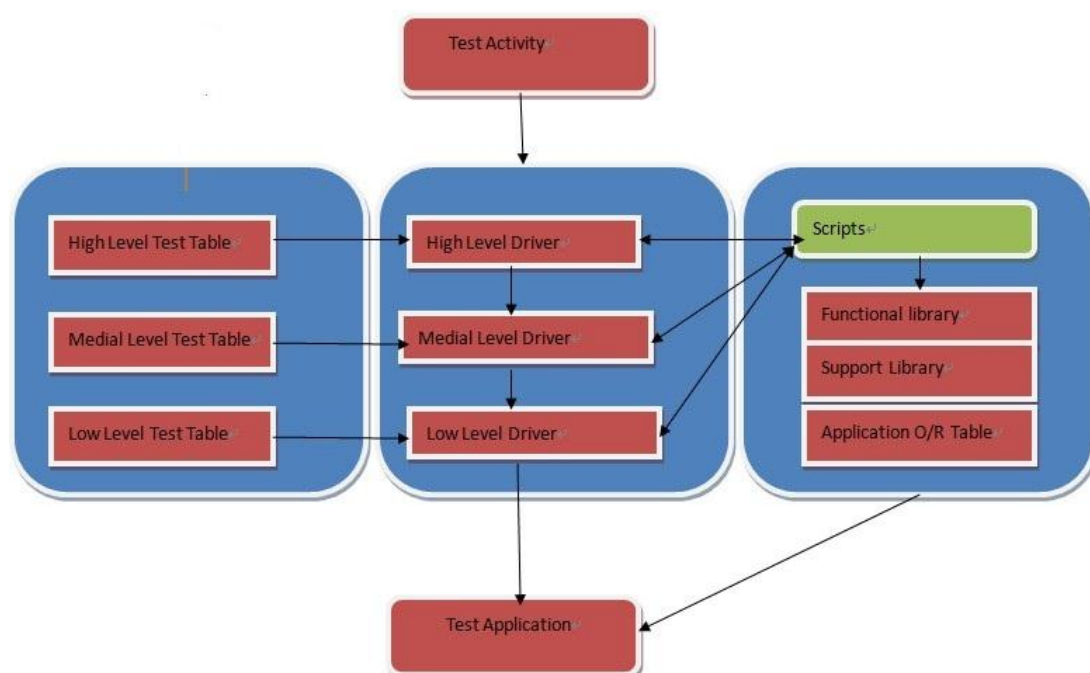 Test Activity
High Level Test Table
High Level Driver
Scripts
Medial Level Test Table
Medial Level Driver
Functional library
Support Library
Low Level Test Table
Low Level Driver
Application O/R Table
Test Application